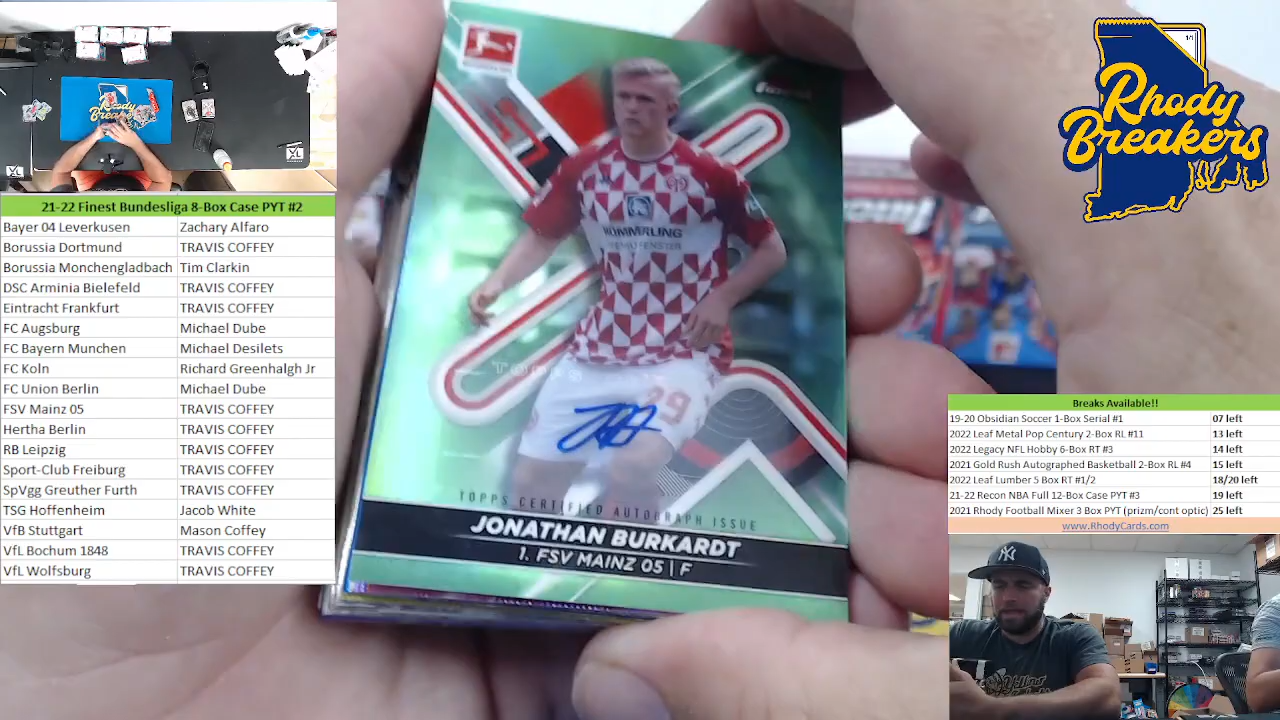 21-22 Finest Bundesliga 8-Box Case PYT #2
Bayer 04 Leverkusen Zachary Alfaro
Borussia Dortmund TRAVIS COFFEY
Borussia Monchengladbach Tim Clarkin
DSC Arminia Bielefeld TRAVIS COFFEY
Eintracht Frankfurt TRAVIS COFFEY
FC Augsburg Michael Dube
FC Bayern Munchen Michael Desilets
FC Koln Richard Greenhalgh Jr
FC Union Berlin Michael Dube
FSV Mainz 05 TRAVIS COFFEY
Hertha Berlin TRAVIS COFFEY
RB Leipzig TRAVIS COFFEY
Sport-Club Freiburg TRAVIS COFFEY
SpVgg Greuther Furth TRAVIS COFFEY
TSG Hoffenheim Jacob White
VfB Stuttgart Mason Coffey
VfL Bochum 1848 TRAVIS COFFEY
VfL Wolfsburg TRAVIS COFFEY
KÖMMERLING
29
TOPPS
TOPPS CERTIFIED AUTOGRAPH ISSUE
JONATHAN BURKARDT
1. FSV MAINZ 05 | F
1/1
Rhody
Breakers
Breaks Available!!
19-20 Obsidian Soccer 1-Box Serial #1 07 left
2022 Leaf Metal Pop Century 2-Box RL #11 13 left
2022 Legacy NFL Hobby 6-Box RT #3 14 left
2021 Gold Rush Autographed Basketball 2-Box RL #4 15 left
2022 Leaf Lumber 5 Box RT #1/2 18/20 left
21-22 Recon NBA Full 12-Box Case PYT #3 19 left
2021 Rhody Football Mixer 3 Box PYT (prizm/cont optic) 25 left
www.RhodyCards.com